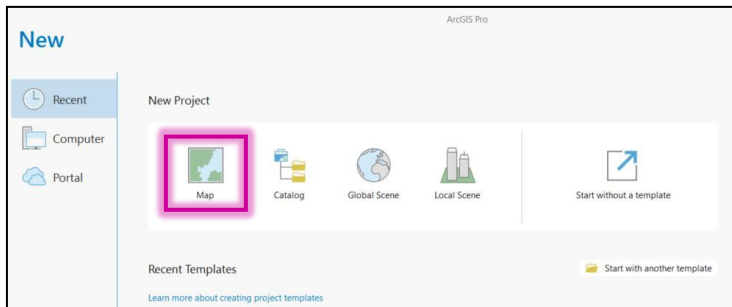 ArcGIS Pro
New
Recent
Computer
Portal
New Project
Map
Catalog
Global Scene
Local Scene
Start without a template
Recent Templates
Start with another template
Learn more about creating project templates